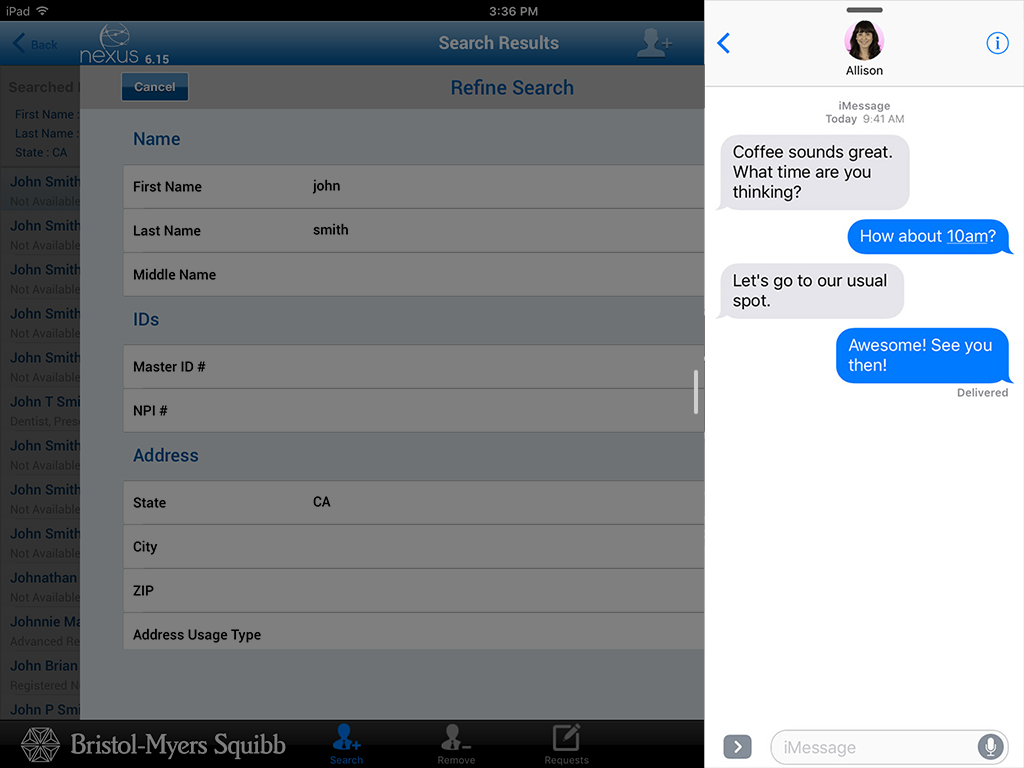 iPad
3:36 PM
Back
nexus 6.15
Search Results
Searched
First Name :
Last Name :
State : CA
John Smith
Not Available
John Smith
Not Available
John Smith
Not Available
John Smith
Not Available
John Smith
Not Available
John T Smi
Dentist, Pres
John Smith
Not Available
John Smith
Not Available
John Smith
Not Available
Johnathan
Not Available
Johnnie Ma
Advanced Re
John Brian
Registered N
John P Smi
Cancel
Refine Search
Name
First Name john
Last Name smith
Middle Name
IDs
Master ID #
NPI #
Address
State CA
City
ZIP
Address Usage Type
Bristol-Myers Squibb
Search
Remove
Requests
Allison
iMessage
Today 9:41 AM
Coffee sounds great.
What time are you
thinking?
How about 10am?
Let's go to our usual
spot.
Awesome! See you
then!
Delivered
iMessage